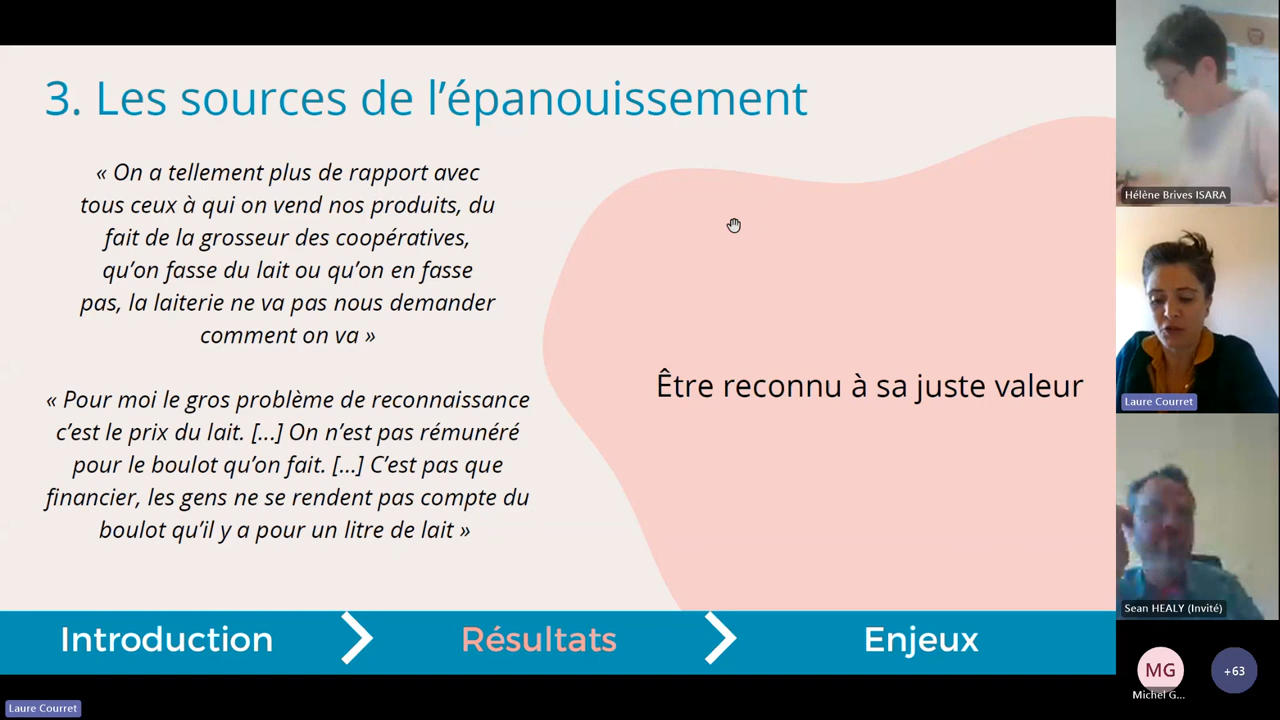 3. Les sources de l’épanouissement
« On a tellement plus de rapport avec
tous ceux à qui on vend nos produits, du
fait de la grosseur des coopératives,
qu’on fasse du lait ou qu’on en fasse
pas, la laiterie ne va pas nous demander
comment on va »
« Pour moi le gros problème de reconnaissance
c’est le prix du lait. [...] On n’est pas rémunéré
pour le boulot qu’on fait. [...] C’est pas que
financier, les gens ne se rendent pas compte du
boulot qu’il y a pour un litre de lait »
Être reconnu à sa juste valeur
Introduction
Résultats
Enjeux
Hélène Brives ISARA
Laure Courret
Sean HEALY (Invité)
MG
Michel G...
+63
Laure Courret